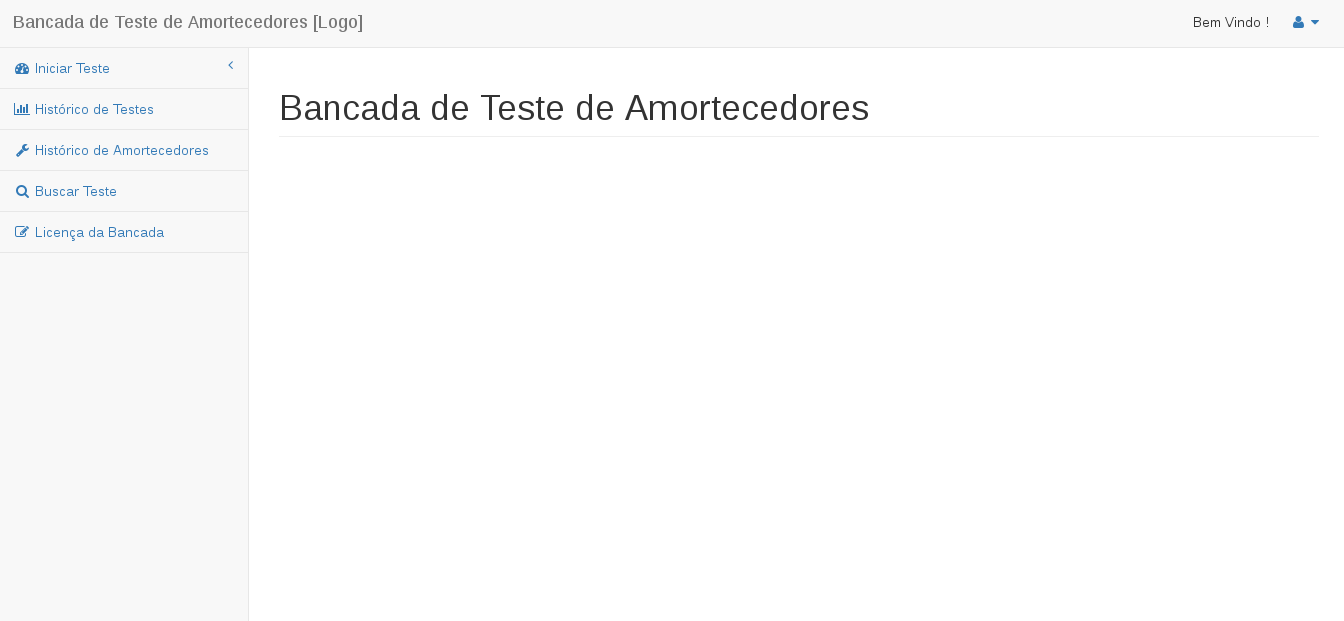 Bancada de Teste de Amortecedores [Logo]
Bem Vindo !
Iniciar Teste
Histórico de Testes
Histórico de Amortecedores
Buscar Teste
Licença da Bancada
Bancada de Teste de Amortecedores